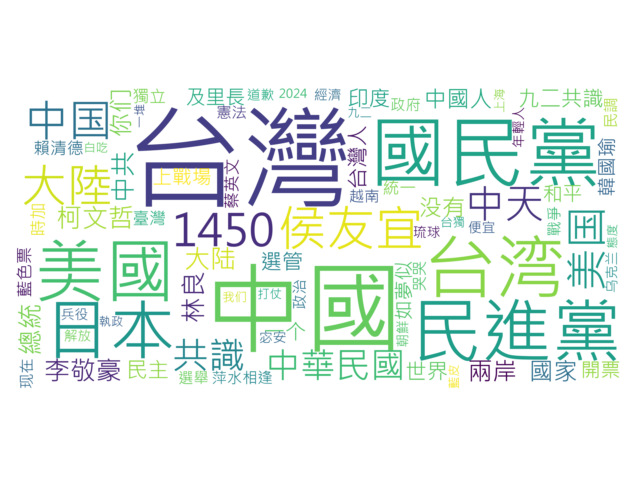 及里長 道歉 2024 經濟 印度 政府 中國人 上海 九二共識
中国 你们 獨立 一堆 憲法 台灣 九二 國民黨 年輕人 民調
賴清德 白吃 中共 上戰場 蔡英文 台灣人 越南 統一 中天 和平 韓國瑜
大陸 柯文哲 臺灣 1450 侯友宜 没有 琉球 台獨 便宜 戰爭 美国
藍色票 時加 美國 林良 大陆 選管 中國 如夢似 哭哭 台湾 乌克兰 態度
總統 兵役 執政 日本 解放 共識 我们 打仗 政治 朝鮮 民進黨
现在 李敬豪 民主 選舉 萍水相逢 个 中華民國 世界 藍皮 兩岸 國家 開票